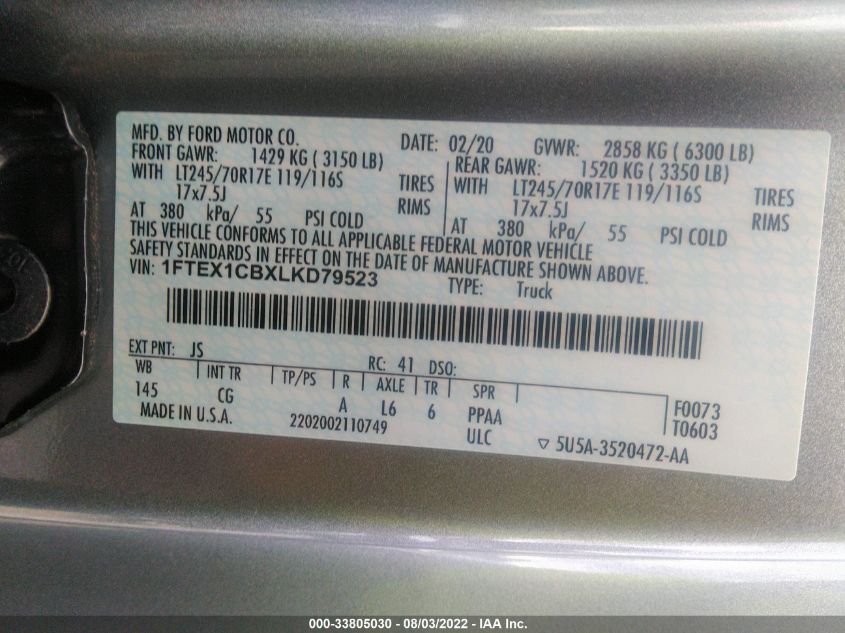 MFD. BY FORD MOTOR CO. DATE: 02/20 GVWR: 2858 KG ( 6300 LB)
FRONT GAWR: 1429 KG ( 3150 LB) REAR GAWR: 1520 KG ( 3350 LB)
WITH LT245/70R17E 119/116S TIRES WITH LT245/70R17E 119/116S TIRES
17x7.5J RIMS 17x7.5J RIMS
AT 380 kPa/ 55 PSI COLD AT 380 kPa/ 55 PSI COLD
THIS VEHICLE CONFORMS TO ALL APPLICABLE FEDERAL MOTOR VEHICLE
SAFETY STANDARDS IN EFFECT ON THE DATE OF MANUFACTURE SHOWN ABOVE.
VIN: 1FTEX1CBXLKD79523 TYPE: Truck
EXT PNT: JS RC: 41 DSO:
WB INT TR TP/PS R AXLE TR SPR
145 CG A L6 6 PPAA F0073
MADE IN U.S.A. 2202002110749 ULC T0603
▽ 5U5A-3520472-AA
000-33805030 - 08/03/2022 - IAA Inc.